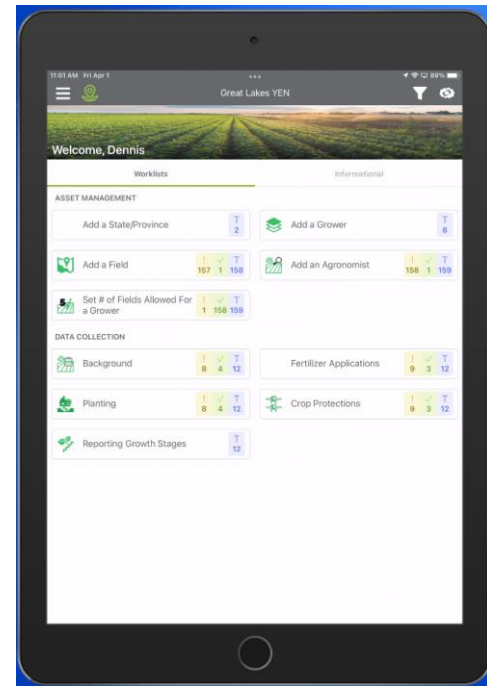 11:01 AM Fri Apr 1
89%
Great Lakes YEN
Welcome, Dennis
Worklists
Informational
ASSET MANAGEMENT
Add a State/Province
T
2
Add a Grower
T
8
Add a Field
! ✓ T
157 1 158
Add an Agronomist
! ✓ T
158 1 159
Set # of Fields Allowed For
a Grower
! ✓ T
1 158 159
5
DATA COLLECTION
Background
! ✓ T
8 4 12
Fertilizer Applications
! ✓ T
9 3 12
Planting
! ✓ T
8 4 12
Crop Protections
! ✓ T
9 3 12
Reporting Growth Stages
T
12